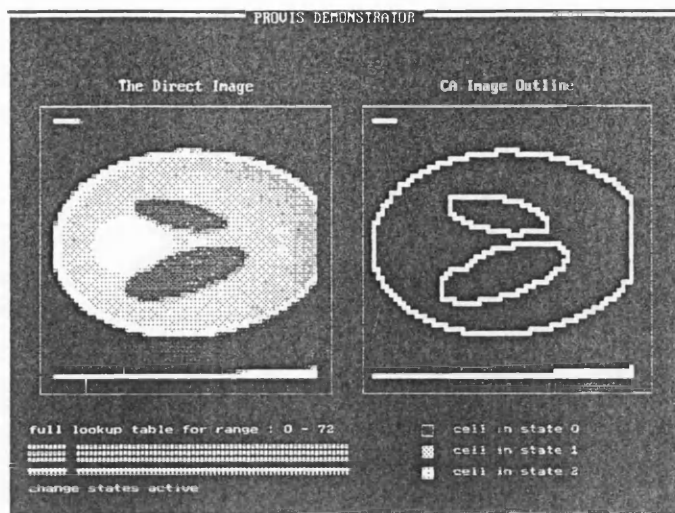 PROVIS DEMONSTRATOR
The Direct Image
CA Image Outline
full lookup table for range : 0 - 72
change states active
cell in state 0
cell in state 1
cell in state 2